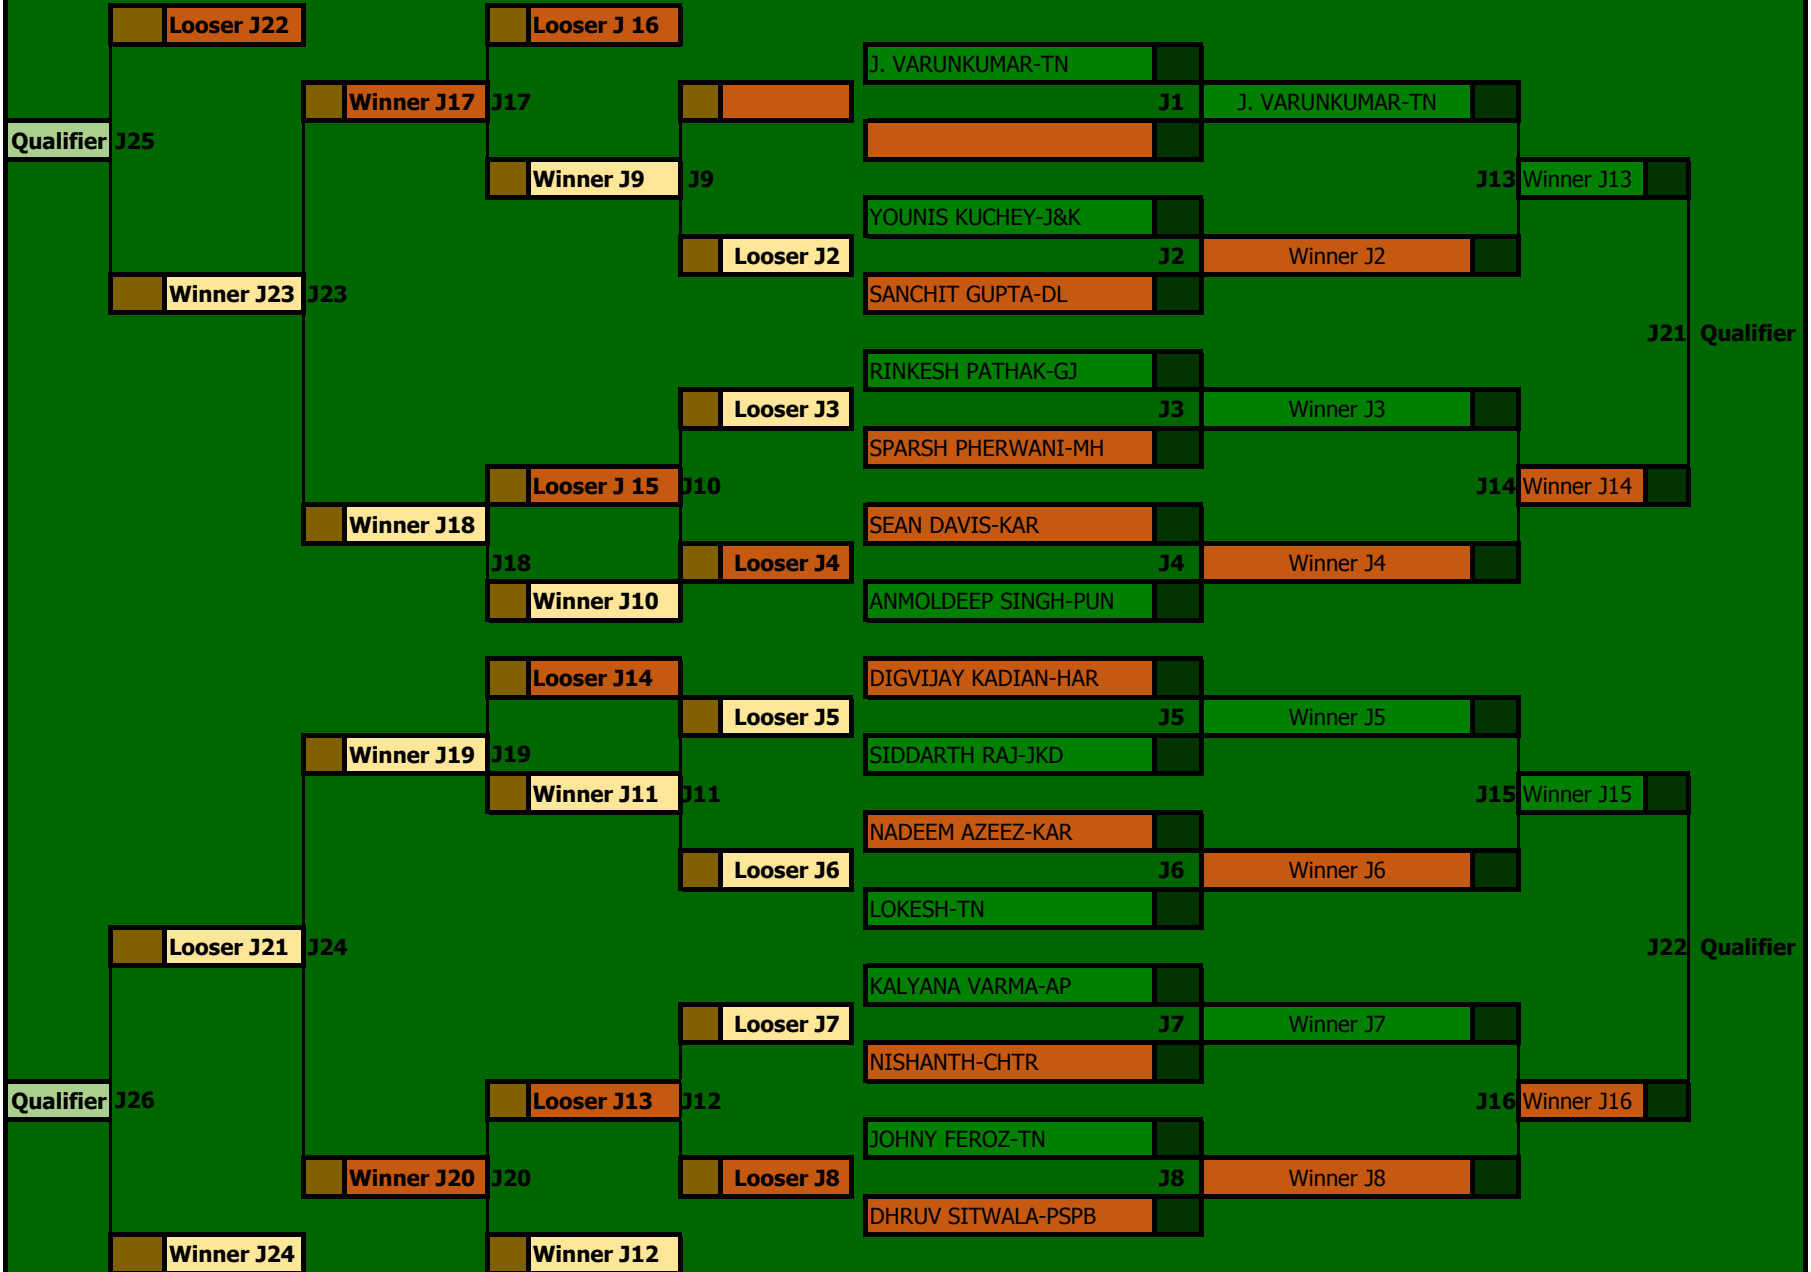 Looser J22 Looser J 16
J. VARUNKUMAR-TN
Winner J17 J17 J1 J. VARUNKUMAR-TN
Qualifier J25
Winner J9 J9 J13 Winner J13
YOUNIS KUCHEY-J&K
Looser J2 J2 Winner J2
Winner J23 J23 SANCHIT GUPTA-DL
J21 Qualifier
RINKESH PATHAK-GJ
Looser J3 J3 Winner J3
SPARSH PHERWANI-MH
Looser J 15 J10 J14 Winner J14
Winner J18 SEAN DAVIS-KAR
J18 Looser J4 J4 Winner J4
Winner J10 ANMOLDEEP SINGH-PUN
Looser J14 DIGVIJAY KADIAN-HAR
Looser J5 J5 Winner J5
Winner J19 J19 SIDDARTH RAJ-JKD
Winner J11 J11 J15 Winner J15
NADEEM AZEEZ-KAR
Looser J6 J6 Winner J6
LOKESH-TN
Looser J21 J24 J22 Qualifier
KALYANA VARMA-AP
Looser J7 J7 Winner J7
NISHANTH-CHTR
Qualifier J26 Looser J13 J12 J16 Winner J16
JOHNY FEROZ-TN
Winner J20 J20 Looser J8 J8 Winner J8
DHRUV SITWALA-PSPB
Winner J24 Winner J12